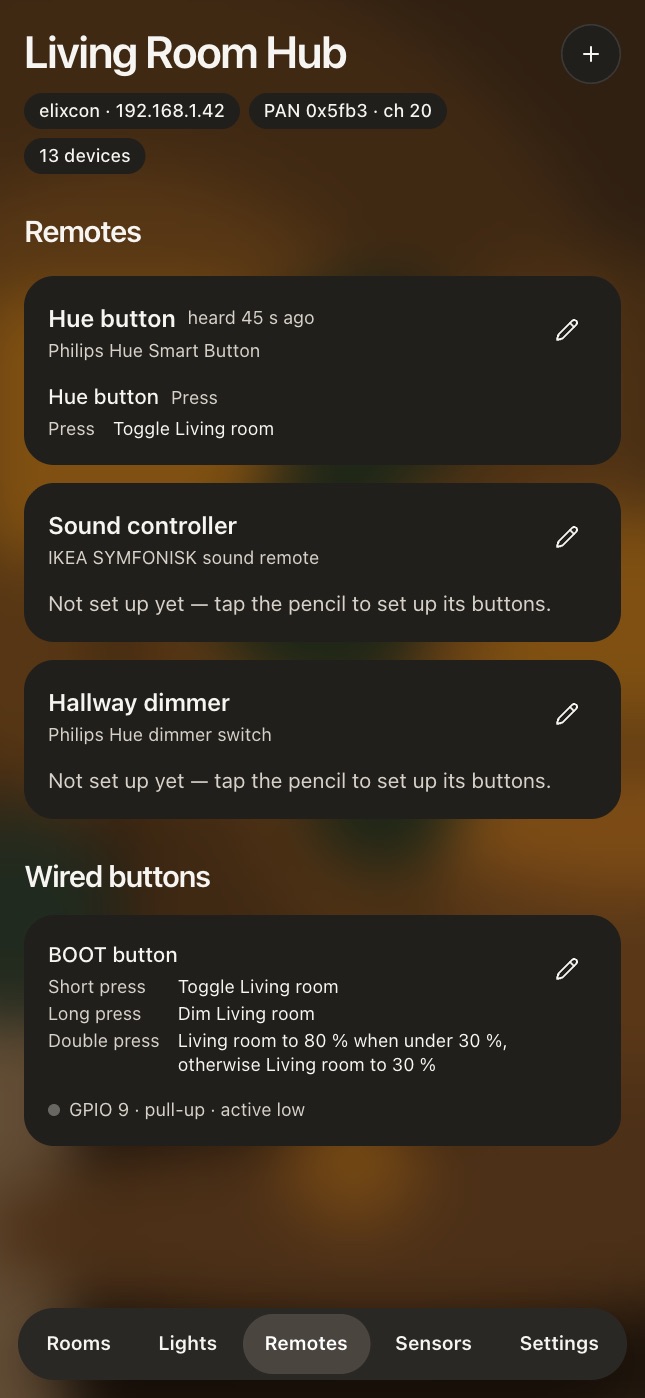 Living Room Hub
elixcon · 192.168.1.42
PAN 0x5fb3 · ch 20
13 devices
Remotes
Hue button heard 45 s ago
Philips Hue Smart Button
Hue button Press
Press Toggle Living room
Sound controller
IKEA SYMFONISK sound remote
Not set up yet — tap the pencil to set up its buttons.
Hallway dimmer
Philips Hue dimmer switch
Not set up yet — tap the pencil to set up its buttons.
Wired buttons
BOOT button
Short press Toggle Living room
Long press Dim Living room
Double press Living room to 80 % when under 30 %,
otherwise Living room to 30 %
GPIO 9 · pull-up · active low
Rooms Lights Remotes Sensors Settings